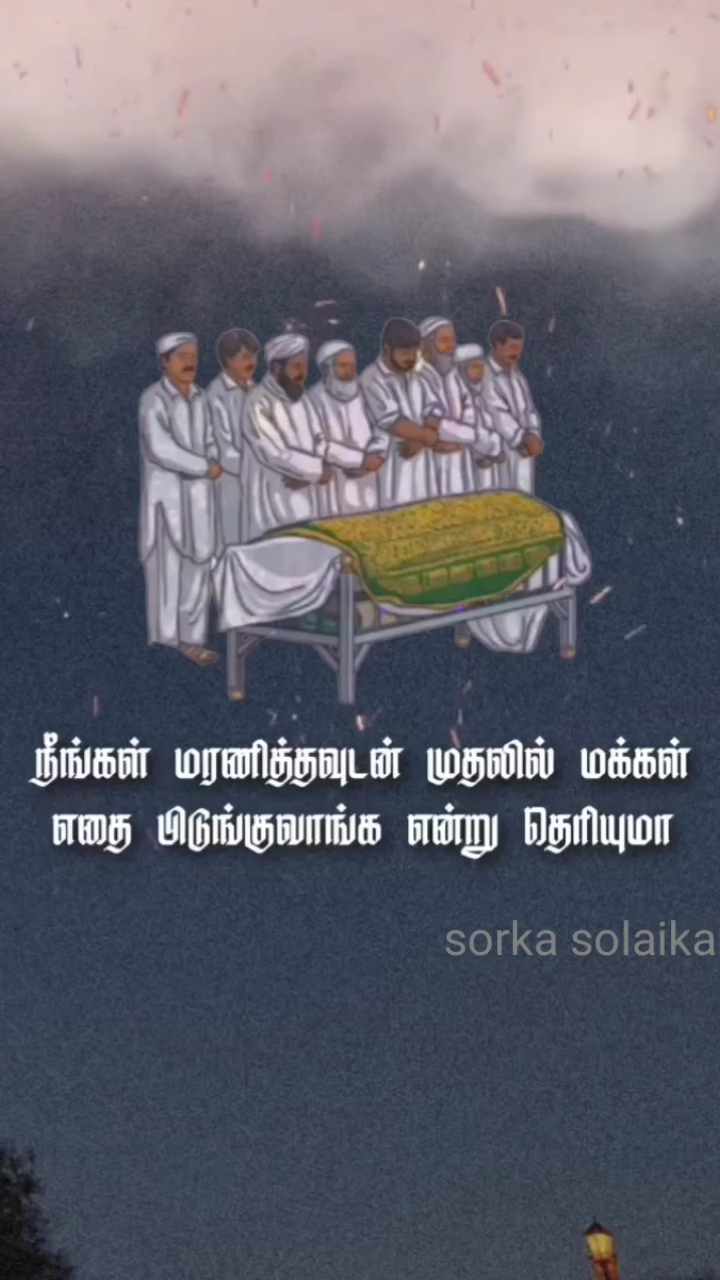 நீங்கள் மரணித்தவுடன் முதலில் மக்கள்
எதை பிடுங்குவாங்க என்று தெரியுமா
sorka solaika